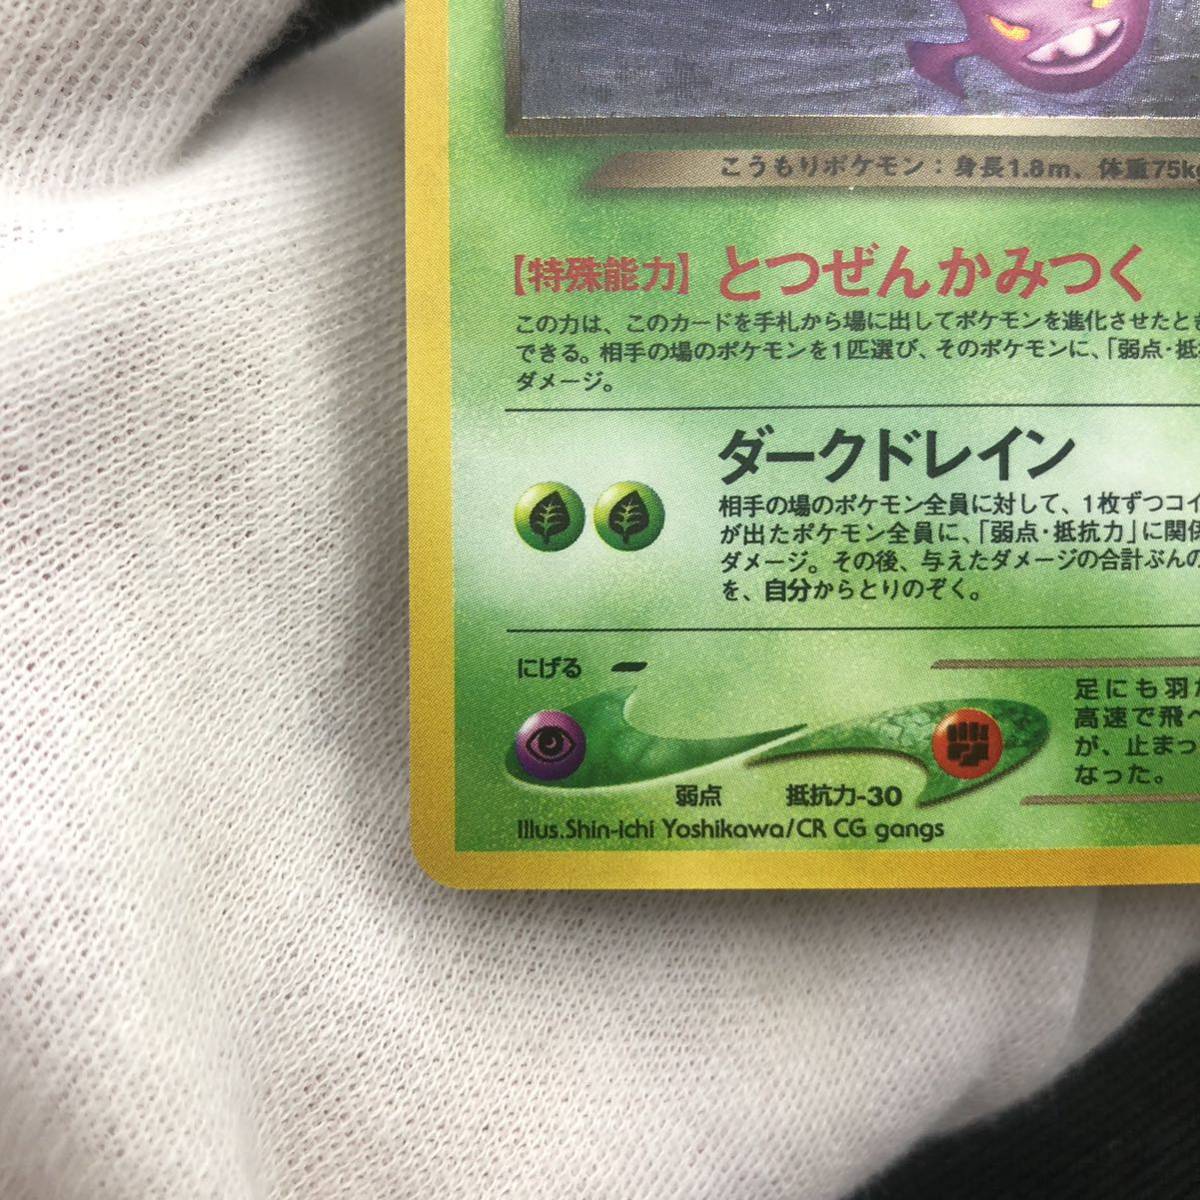 こうもりポケモン：身長1.8m、体重75kg
【特殊能力】 とつぜんかみつく
この力は、このカードを手札から場に出してポケモンを進化させたとき
できる。相手の場のポケモンを1匹選び、そのポケモンに、「弱点・抵
ダメージ。
ダークドレイン
相手の場のポケモン全員に対して、1枚ずつコイ
が出たポケモン全員に、「弱点・抵抗力」に関係
ダメージ。その後、与えたダメージの合計ぶんの
を、自分からとりのぞく。
にげる
足にも羽が
高速で飛べ
が、止まっ
なった。
弱点 抵抗力-30
Illus.Shin-ichi Yoshikawa/CR CG gangs